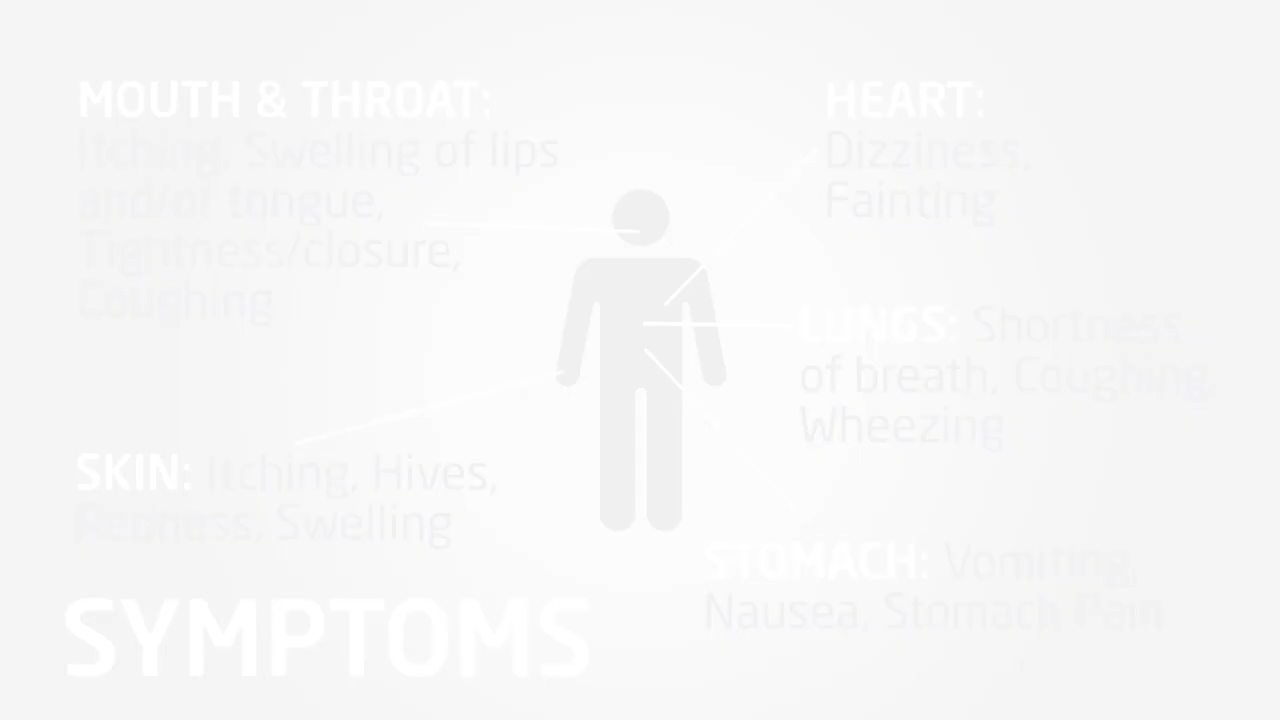 MOUTH & THROAT:
Itching, Swelling of lips
and/or tongue,
Tightness/closure,
Coughing
HEART:
Dizziness,
Fainting
LUNGS: Shortness
of breath, Coughing,
Wheezing
SKIN: Itching, Hives,
Redness, Swelling
STOMACH: Vomiting,
Nausea, Stomach Pain
SYMPTOMS